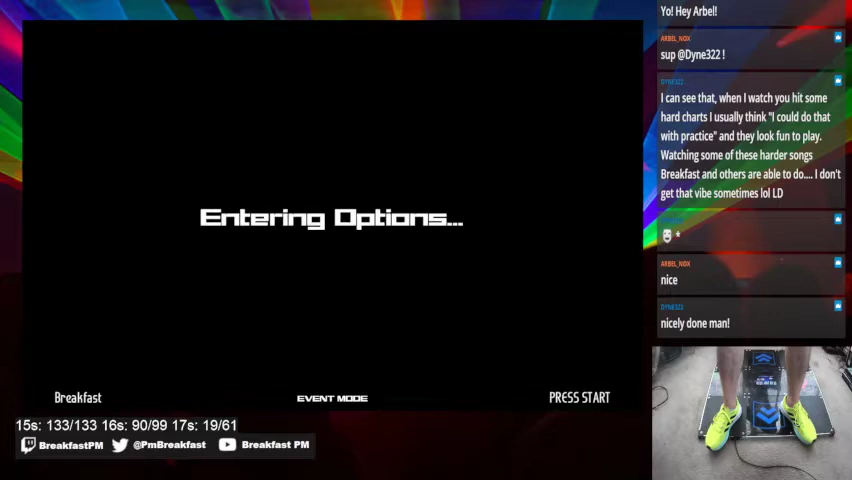 Entering Options...
Breakfast
EVENT MODE
PRESS START
15s: 133/133 16s: 90/99 17s: 19/61
BreakfastPM
@PmBreakfast
Breakfast PM
Yo! Hey Arbel!
ARBEL_NOX
sup @Dyne322 !
DYNE322
I can see that, when I watch you hit some
hard charts I usually think "I could do that
with practice" and they look fun to play.
Watching some of these harder songs
Breakfast and others are able to do.... I don't
get that vibe sometimes lol LD
*
ARBEL_NOX
nice
DYNE322
nicely done man!